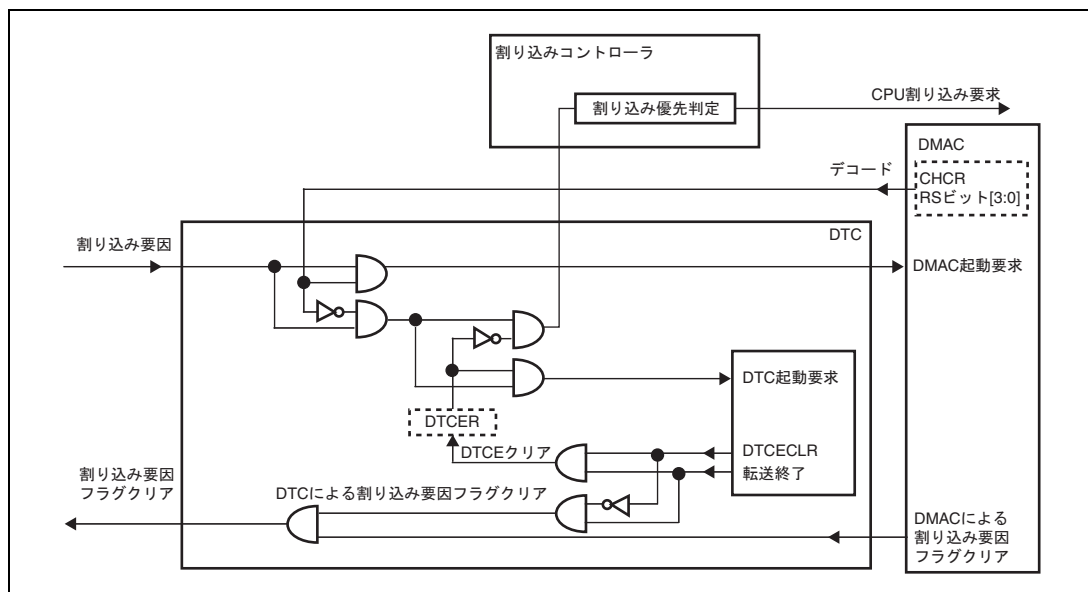 割り込みコントローラ
割り込み優先判定
CPU割り込み要求
DMAC
CHCR
RSビット[3:0]
デコード
DTC
割り込み要因
DMAC起動要求
DTC起動要求
DTCER
DTCEクリア
DTCECLR
転送終了
割り込み要因
フラグクリア
DTCによる割り込み要因フラグクリア
DMACによる
割り込み要因
フラグクリア